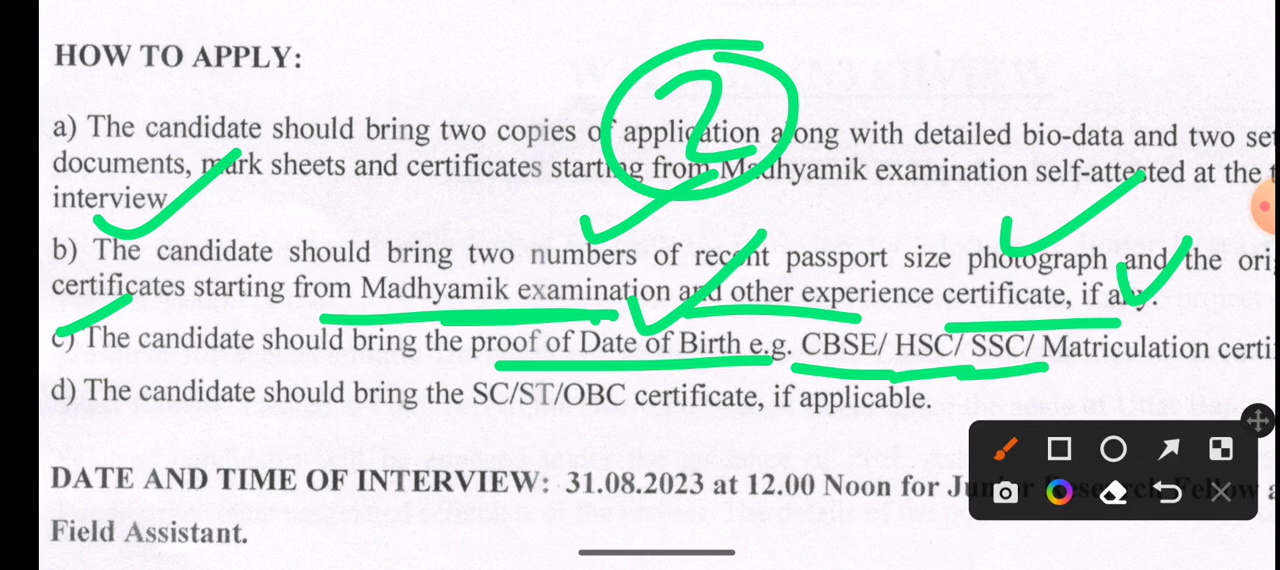 HOW TO APPLY:
a) The candidate should bring two copies of application along with detailed bio-data and two
documents, mark sheets and certificates starting from Madhyamik examination self-attested at the
interview
b) The candidate should bring two numbers of recent passport size photograph and the
certificates starting from Madhyamik examination and other experience certificate, if any.
c) The candidate should bring the proof of Date of Birth e.g. CBSE/ HSC/ SSC/ Matriculation
d) The candidate should bring the SC/ST/OBC certificate, if applicable.
DATE AND TIME OF INTERVIEW: 31.08.2023 at 12.00 Noon for Junior Research Fellow
Field Assistant.
2